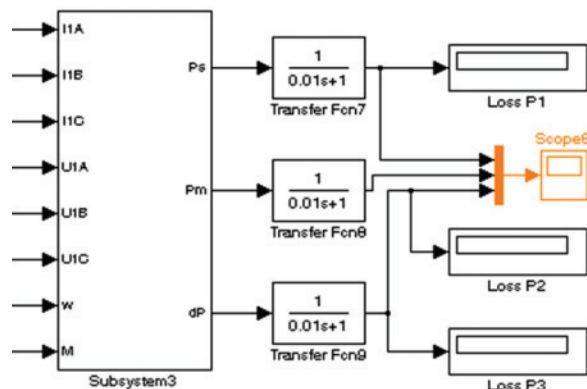 I1A
I1B
I1C
U1A
U1B
U1C
w
M
Ps
Pm
dP
Subsystem3
1
0.01s+1
Transfer Fcn7
1
0.01s+1
Transfer Fcn8
1
0.01s+1
Transfer Fcn9
Loss P1
Scope6
Loss P2
Loss P3